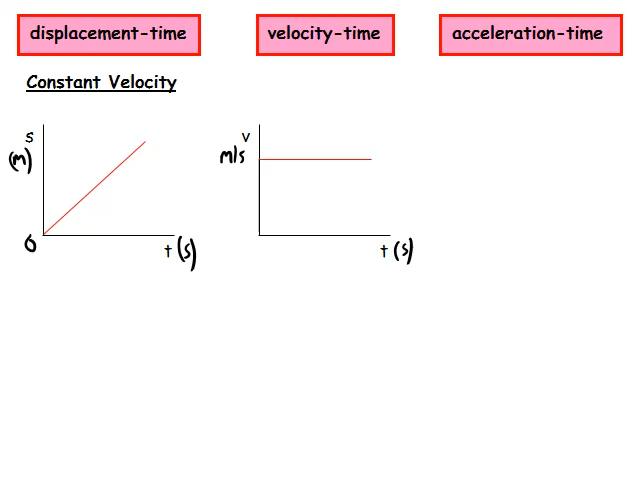 displacement-time velocity-time acceleration-time
Constant Velocity
s
(m)
0
t (s)
v
m/s
t (s)